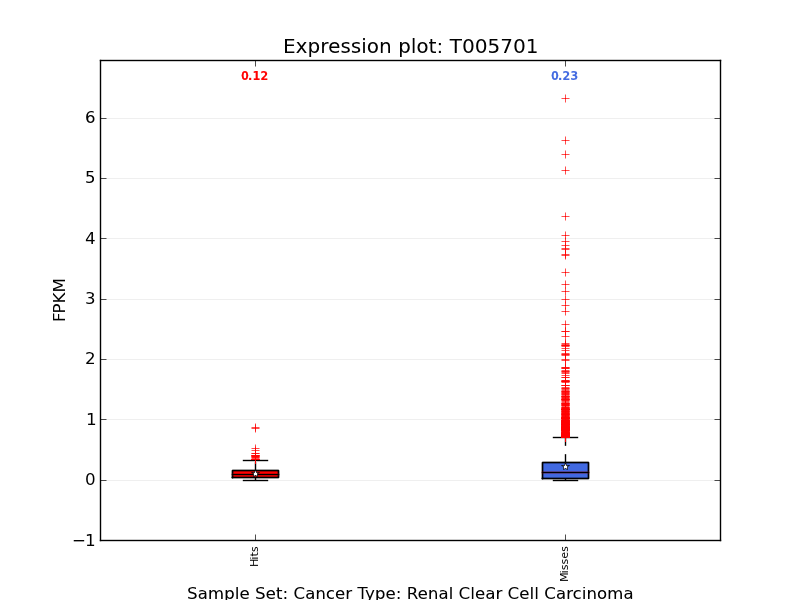 Expression plot: T005701
0.12 0.23
6
5
4
3
2
1
0
−1
FPKM
Hits
Misses
Sample Set: Cancer Type: Renal Clear Cell Carcinoma